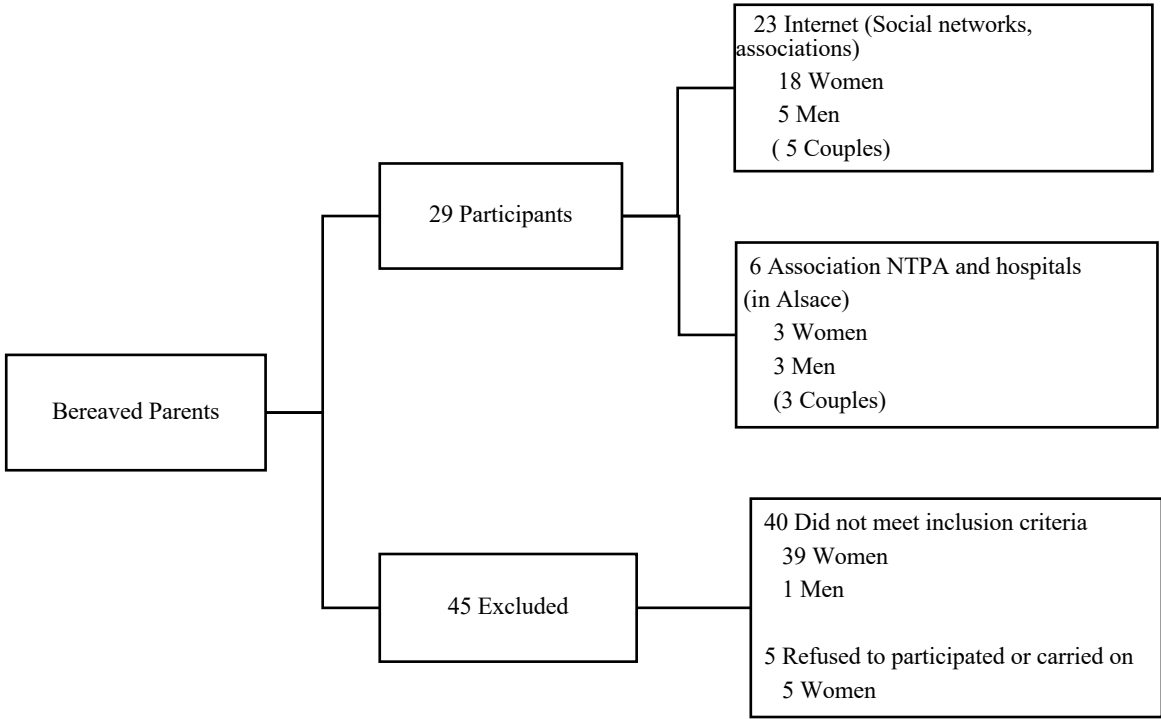 23 Internet (Social networks,
associations)
18 Women
5 Men
( 5 Couples)
29 Participants
6 Association NTPA and hospitals
(in Alsace)
3 Women
3 Men
(3 Couples)
Bereaved Parents
40 Did not meet inclusion criteria
39 Women
1 Men
45 Excluded
5 Refused to participated or carried on
5 Women